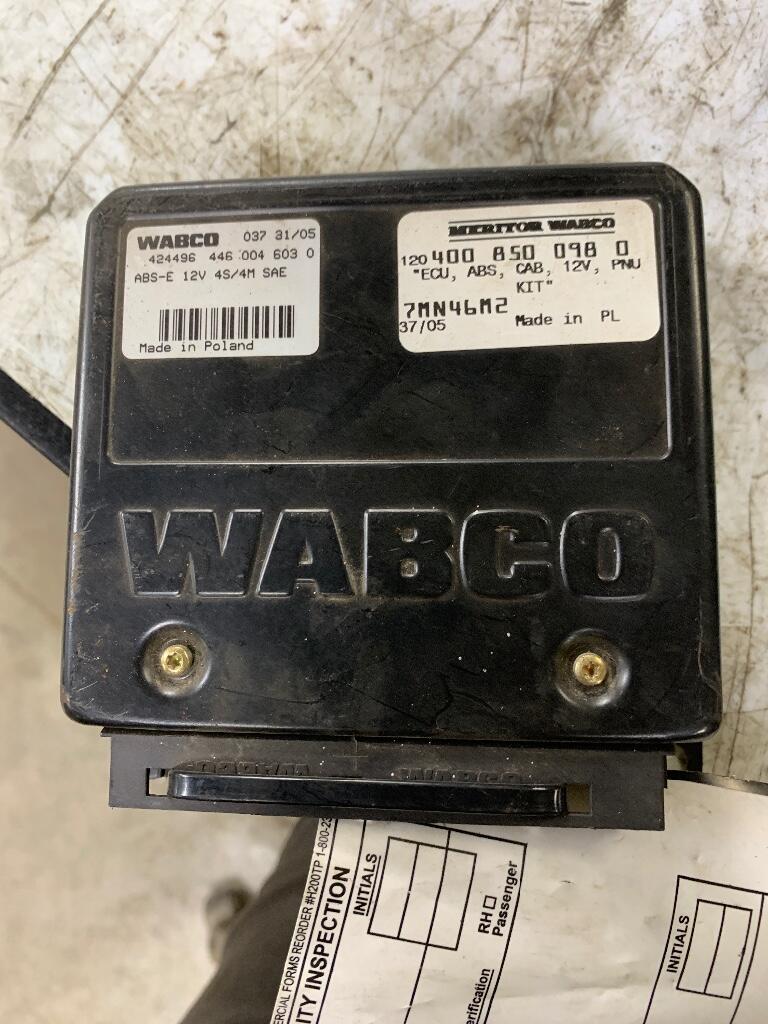 WABCO 037 31/05
424496 446 004 603 0
ABS-E 12V 4S/4M SAE
Made in Poland
MERITOR WABCO
120 400 850 098 0
"ECU, ABS, CAB, 12V, PNU
KIT"
7MN46M2
37/05 Made in PL
WABCO
WABCO
ITY INSPECTION
INITIALS
RH
Passenger
INITIALS